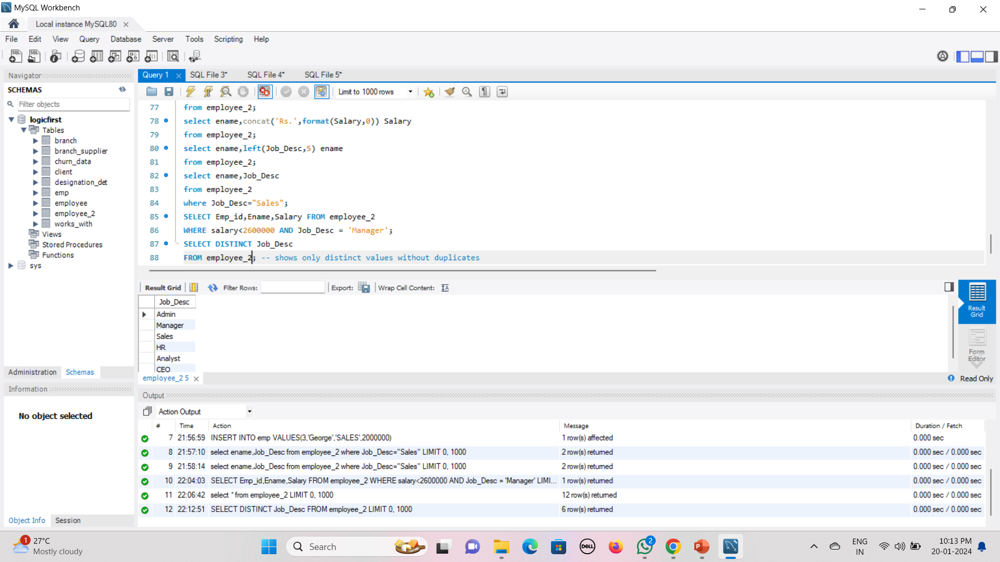 MySQL Workbench
Local instance MySQL80
File Edit View Query Database Server Tools Scripting Help
Navigator
SCHEMAS
Filter objects
logicfirst
Tables
branch
branch_supplier
churn_data
client
designation_det
emp
employee
employee_2
works_with
Views
Stored Procedures
Functions
sys
Administration Schemas
Information
No object selected
Object Info Session
Query 1 SQL File 3* SQL File 4* SQL File 5*
Limit to 1000 rows
77 from employee_2;
78 select ename,concat('Rs.',format(Salary,0)) Salary
79 from employee_2;
80 select ename,left(Job_Desc,5) ename
81 from employee_2;
82 select ename,Job_Desc
83 from employee_2
84 where Job_Desc="Sales";
85 SELECT Emp_id,Ename,Salary FROM employee_2
86 WHERE salary<2600000 AND Job_Desc = 'Manager';
87 SELECT DISTINCT Job_Desc
88 FROM employee_2; -- shows only distinct values without duplicates
Result Grid Filter Rows: Export: Wrap Cell Content:
Job_Desc
Admin
Manager
Sales
HR
Analyst
CEO
Result Grid
Form Editor
employee_2 5
Read Only
Output
Action Output
# Time Action Message Duration / Fetch
7 21:56:59 INSERT INTO emp VALUES(3,'George','SALES',2000000) 1 row(s) affected 0.000 sec
8 21:57:10 select ename,Job_Desc from employee_2 where Job_Desc="Sales" LIMIT 0, 1000 2 row(s) returned 0.000 sec / 0.000 sec
9 21:58:14 select ename,Job_Desc from employee_2 where Job_Desc="Sales" LIMIT 0, 1000 2 row(s) returned 0.000 sec / 0.000 sec
10 22:04:03 SELECT Emp_id,Ename,Salary FROM employee_2 WHERE salary<2600000 AND Job_Desc = 'Manager' LIMI... 1 row(s) returned 0.000 sec / 0.000 sec
11 22:06:42 select * from employee_2 LIMIT 0, 1000 12 row(s) returned 0.000 sec / 0.000 sec
12 22:12:51 SELECT DISTINCT Job_Desc FROM employee_2 LIMIT 0, 1000 6 row(s) returned 0.000 sec / 0.000 sec
1
27°C
Mostly cloudy
Search
DELL
2
ENG
IN
10:13 PM
20-01-2024